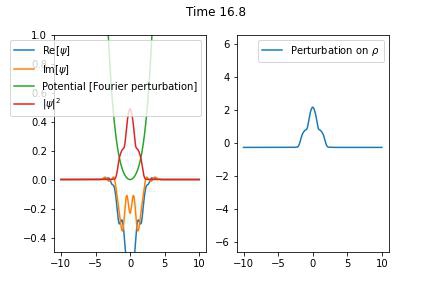 Time 16.8
Re[ψ]
Im[ψ]
Potential [Fourier perturbation]
|ψ|²
1.0
0.8
0.6
0.4
0.2
0.0
−0.2
−0.4
−10 −5 0 5 10
Perturbation on ρ
6
4
2
0
−2
−4
−6
−10 −5 0 5 10